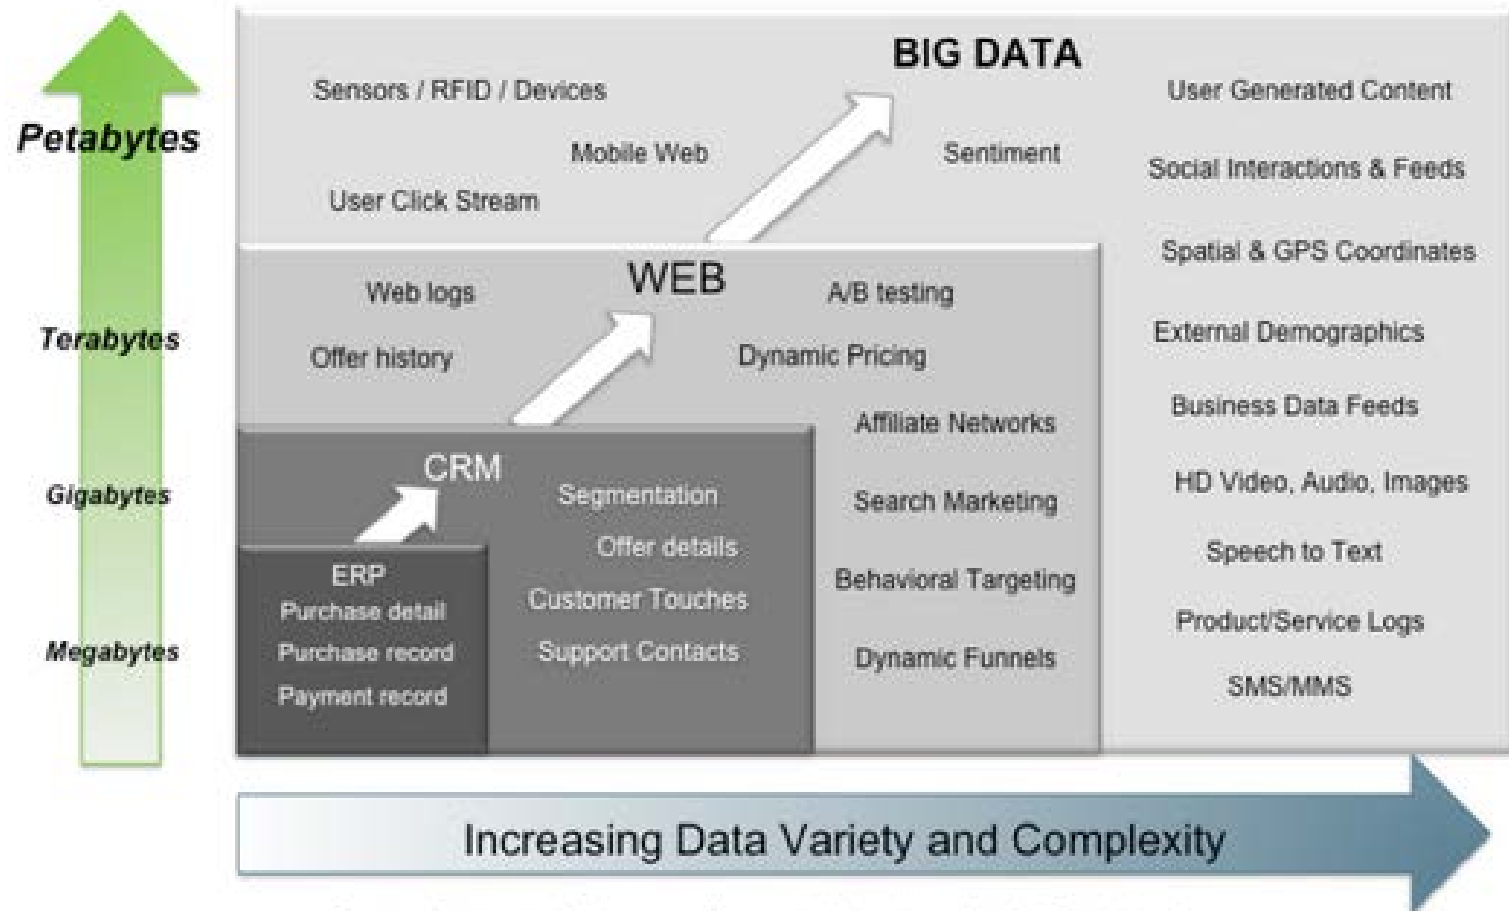 BIG DATA
Sensors / RFID / Devices
User Generated Content
Petabytes
Mobile Web
Sentiment
Social Interactions & Feeds
User Click Stream
Spatial & GPS Coordinates
WEB
Web logs
A/B testing
Terabytes
External Demographics
Offer history
Dynamic Pricing
Business Data Feeds
Affiliate Networks
CRM
HD Video, Audio, Images
Gigabytes
Segmentation
Search Marketing
Offer details
Speech to Text
ERP
Behavioral Targeting
Purchase detail
Customer Touches
Product/Service Logs
Megabytes
Purchase record
Support Contacts
Dynamic Funnels
Payment record
SMS/MMS
Increasing Data Variety and Complexity